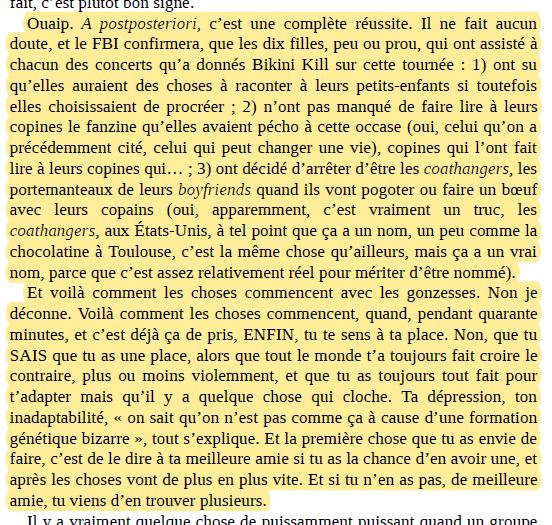 fait, c’est plutôt bon signe.
Ouaip. A postposteriori, c’est une complète réussite. Il ne fait aucun
doute, et le FBI confirmera, que les dix filles, peu ou prou, qui ont assisté à
chacun des concerts qu’a donnés Bikini Kill sur cette tournée : 1) ont su
qu’elles auraient des choses à raconter à leurs petits-enfants si toutefois
elles choisissaient de procréer ; 2) n’ont pas manqué de faire lire à leurs
copines le fanzine qu’elles avaient pécho à cette occase (oui, celui qu’on a
précédemment cité, celui qui peut changer une vie), copines qui l’ont fait
lire à leurs copines qui… ; 3) ont décidé d’arrêter d’être les coathangers, les
portemanteaux de leurs boyfriends quand ils vont pogoter ou faire un bœuf
avec leurs copains (oui, apparemment, c’est vraiment un truc, les
coathangers, aux États-Unis, à tel point que ça a un nom, un peu comme la
chocolatine à Toulouse, c’est la même chose qu’ailleurs, mais ça a un vrai
nom, parce que c’est assez relativement réel pour mériter d’être nommé).
Et voilà comment les choses commencent avec les gonzesses. Non je
déconne. Voilà comment les choses commencent, quand, pendant quarante
minutes, et c’est déjà ça de pris, ENFIN, tu te sens à ta place. Non, que tu
SAIS que tu as une place, alors que tout le monde t’a toujours fait croire le
contraire, plus ou moins violemment, et que tu as toujours tout fait pour
t’adapter mais qu’il y a quelque chose qui cloche. Ta dépression, ton
inadaptabilité, « on sait qu’on n’est pas comme ça à cause d’une formation
génétique bizarre », tout s’explique. Et la première chose que tu as envie de
faire, c’est de le dire à ta meilleure amie si tu as la chance d’en avoir une, et
après les choses vont de plus en plus vite. Et si tu n’en as pas, de meilleure
amie, tu viens d’en trouver plusieurs.
Il y a vraiment quelque chose de puissamment puissant quand un groupe